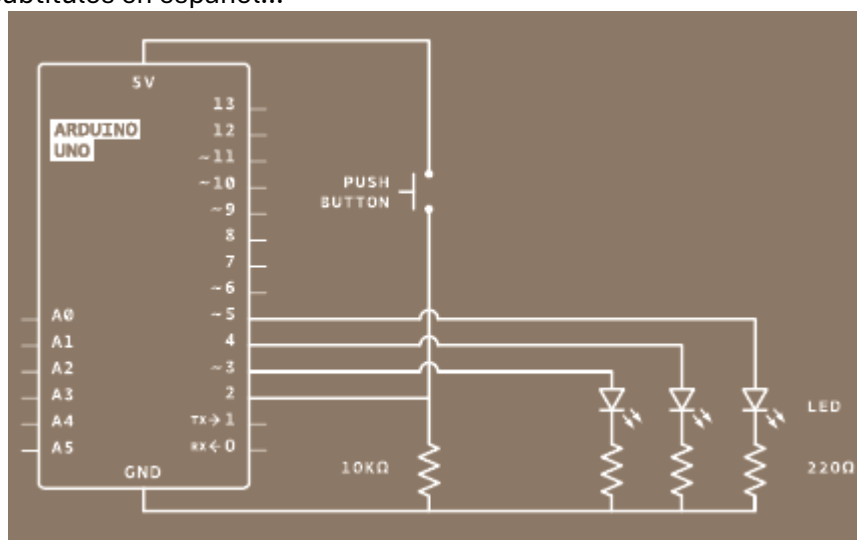 subtítulos en español...
5V
ARDUINO
UNO
13
12
~11
~10
~9
8
7
~6
~5
4
~3
2
TX→1
RX←0
A0
A1
A2
A3
A4
A5
GND
PUSH
BUTTON
10KΩ
LED
220Ω